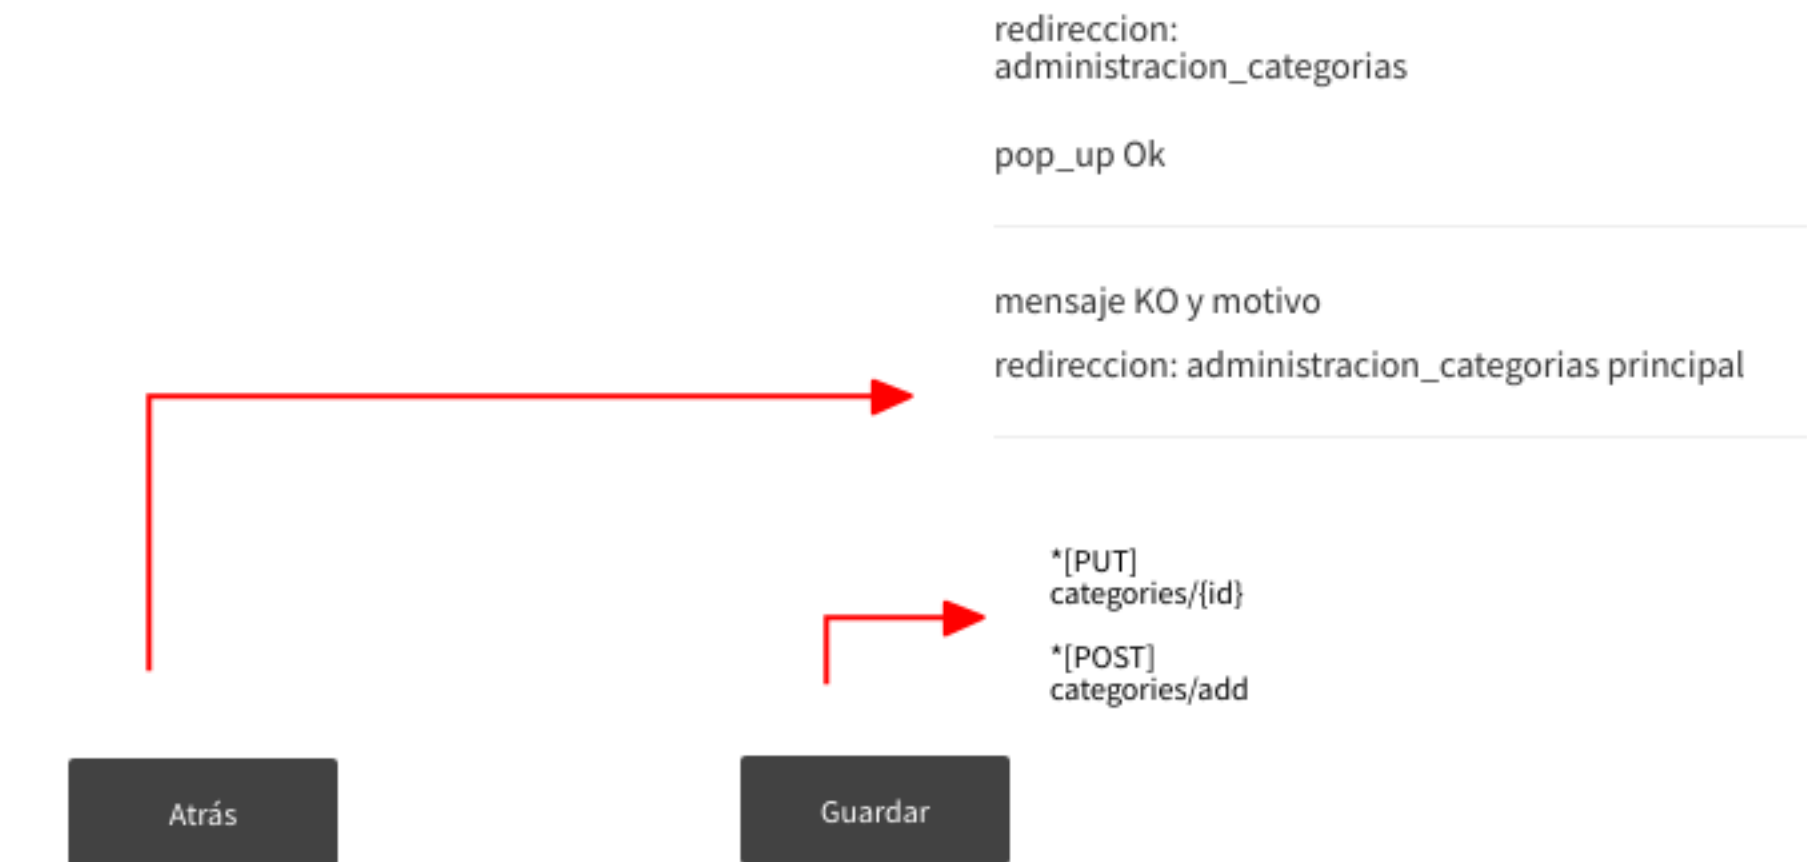 redireccion:
administracion_categorias
pop_up Ok
mensaje KO y motivo
redireccion: administracion_categorias principal
*[PUT]
categories/{id}
*[POST]
categories/add
Atrás
Guardar